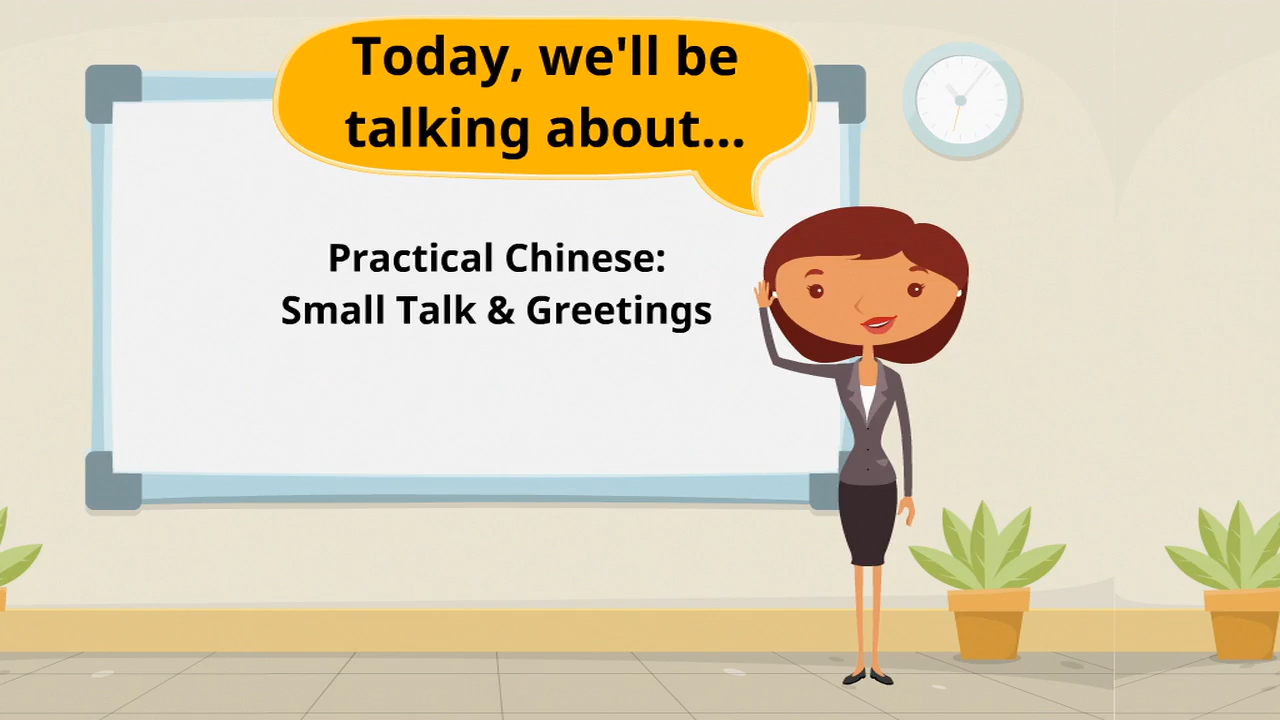 Today, we'll be
talking about...
Practical Chinese:
Small Talk & Greetings